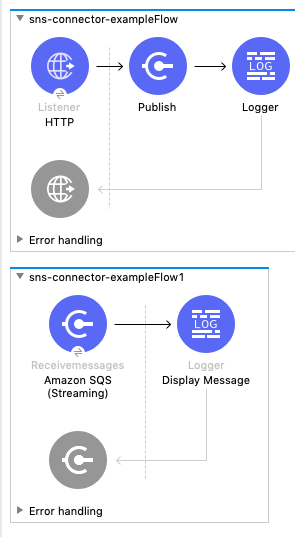 sns-connector-exampleFlow
Listener
HTTP
Publish
LOG
Logger
Error handling
sns-connector-exampleFlow1
Receivemessages
Amazon SQS
(Streaming)
LOG
Logger
Display Message
Error handling